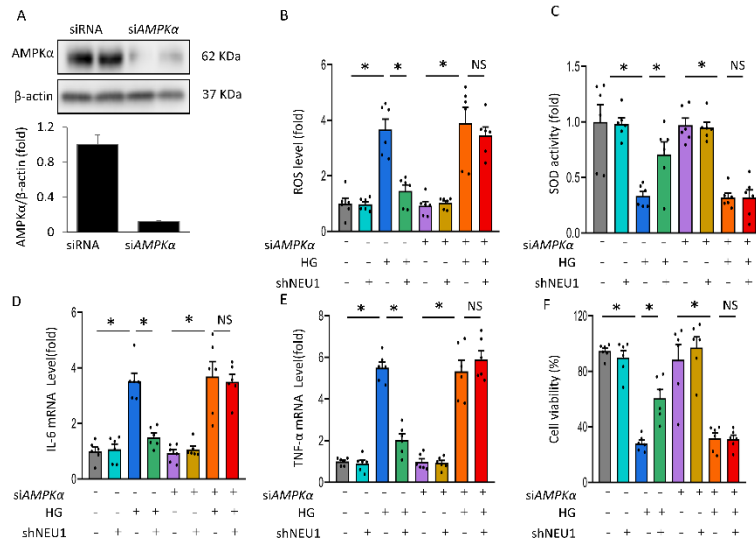 A
siRNA siAMPKα
AMPKα 62 KDa
β-actin 37 KDa
AMPKα/β-actin (fold)
1.2
0.8
0.4
0
siRNA siAMPKα
B
ROS level (fold)
8
6
4
2
0
* * * NS
siAMPKα - - - - + + + +
HG - - + + - - + +
shNEU1 - + - + - + - +
C
SOD activity (fold)
1.5
1.0
0.5
0.0
* * * NS
siAMPKα - - - - + + + +
HG - - + + - - + +
shNEU1 - + - + - + - +
D
IL-6 mRNA Level(fold)
6
4
2
0
* * * NS
siAMPKα - - - - + + + +
HG - - + + - - + +
shNEU1 - + - + - + - +
E
TNF-α mRNA Level(fold)
8
6
4
2
0
* * * NS
siAMPKα - - - - + + + +
HG - - + + - - + +
shNEU1 - + - + - + - +
F
Cell viability (%)
120
100
80
60
40
20
0
* * * NS
siAMPKα - - - - + + + +
HG - - + + - - + +
shNEU1 - + - + - + - +